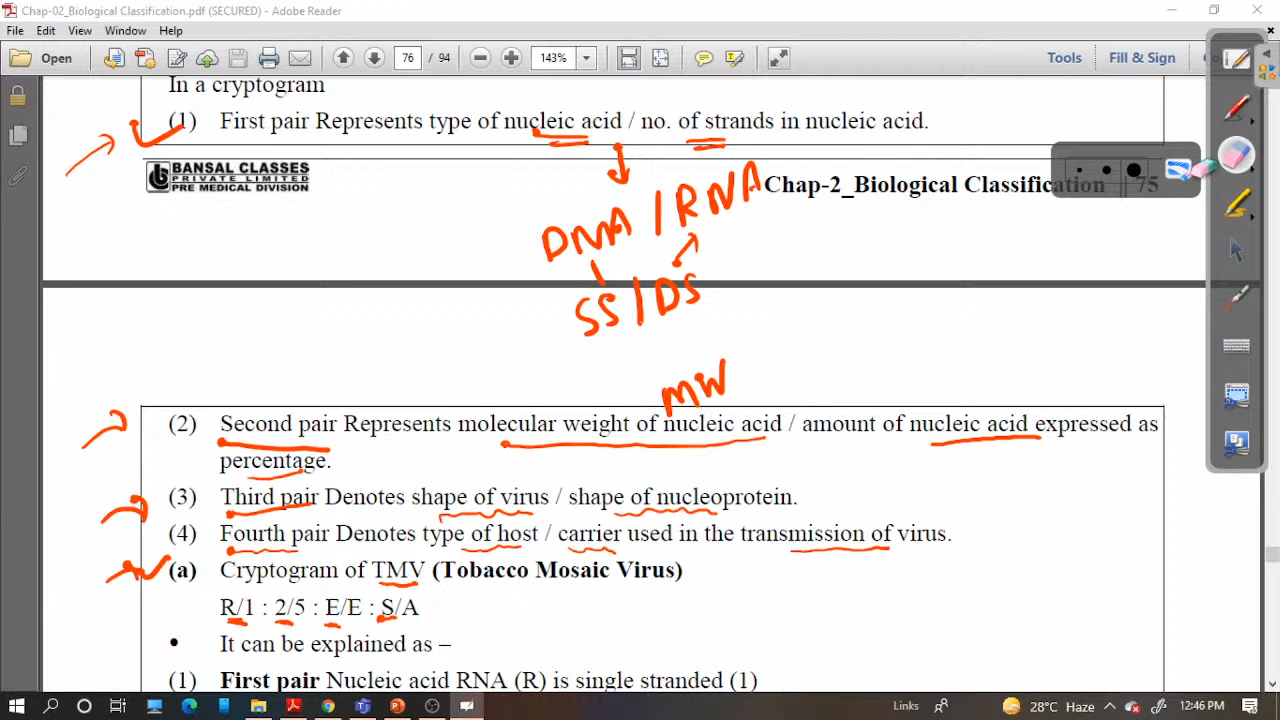 Chap-02_Biological Classification.pdf (SECURED) - Adobe Reader
File Edit View Window Help
Open 76 / 94 143% Tools Fill & Sign
In a cryptogram
(1) First pair Represents type of nucleic acid / no. of strands in nucleic acid.
BANSAL CLASSES
PRIVATE LIMITED
PRE MEDICAL DIVISION
Chap-2_Biological Classification || 75
DNA / RNA
SS / DS
MW
(2) Second pair Represents molecular weight of nucleic acid / amount of nucleic acid expressed as
percentage.
(3) Third pair Denotes shape of virus / shape of nucleoprotein.
(4) Fourth pair Denotes type of host / carrier used in the transmission of virus.
(a) Cryptogram of TMV (Tobacco Mosaic Virus)
R/1 : 2/5 : E/E : S/A
• It can be explained as –
(1) First pair Nucleic acid RNA (R) is single stranded (1)
Links 28°C Haze 12:46 PM